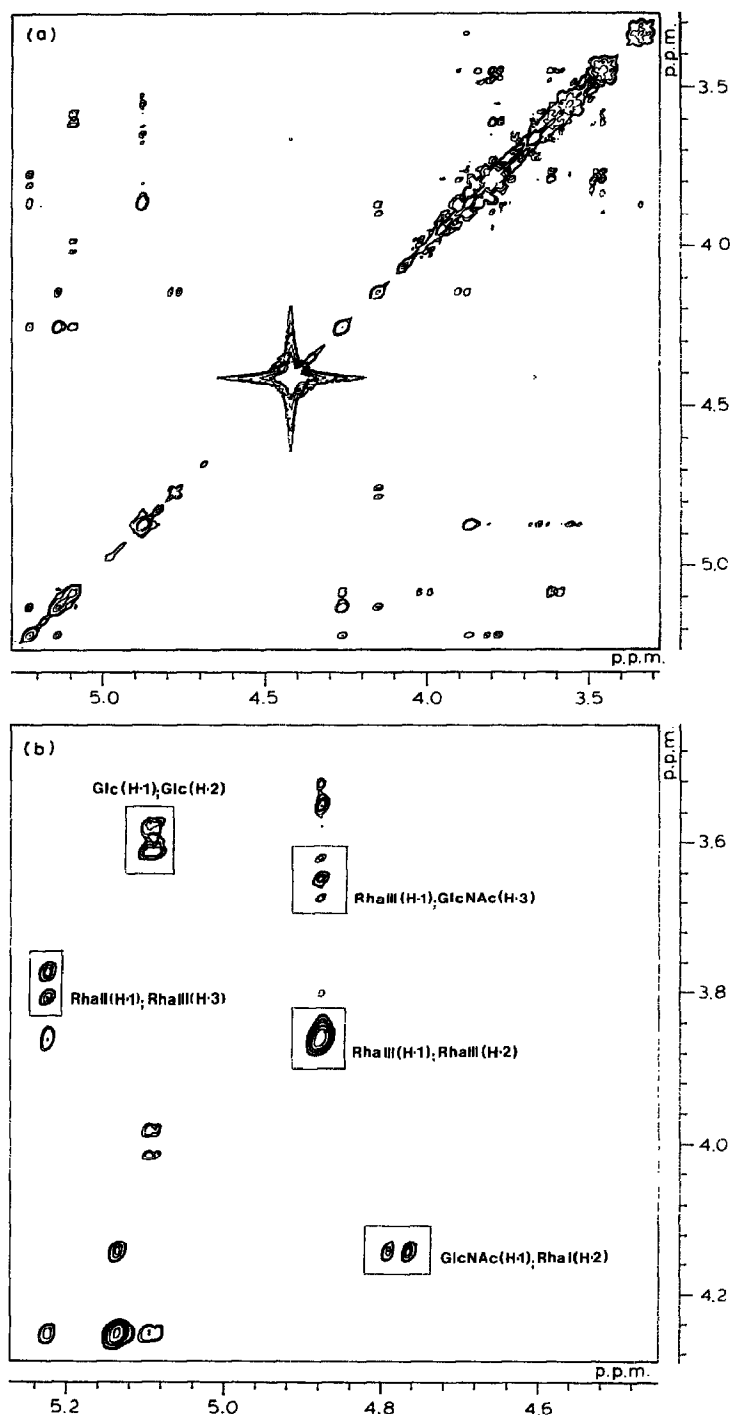 (a)
p.p.m.
3.5
4.0
4.5
5.0
p.p.m.
5.0
4.5
4.0
3.5
(b)
p.p.m.
Glc(H·1);Glc(H·2)
3.6
RhaIII(H·1);GlcNAc(H·3)
RhaII(H·1);RhaIII(H·3)
3.8
RhaIII(H·1);RhaIII(H·2)
4.0
GlcNAc(H·1);RhaI(H·2)
4.2
p.p.m.
5.2
5.0
4.8
4.6